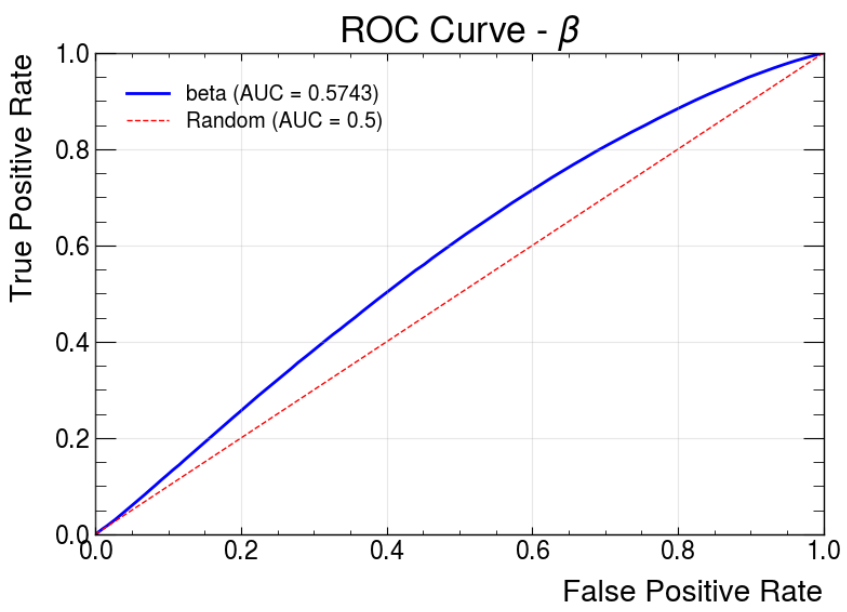 ROC Curve - β
True Positive Rate
1.0
0.8
0.6
0.4
0.2
0.0
beta (AUC = 0.5743)
Random (AUC = 0.5)
0.0 0.2 0.4 0.6 0.8 1.0
False Positive Rate